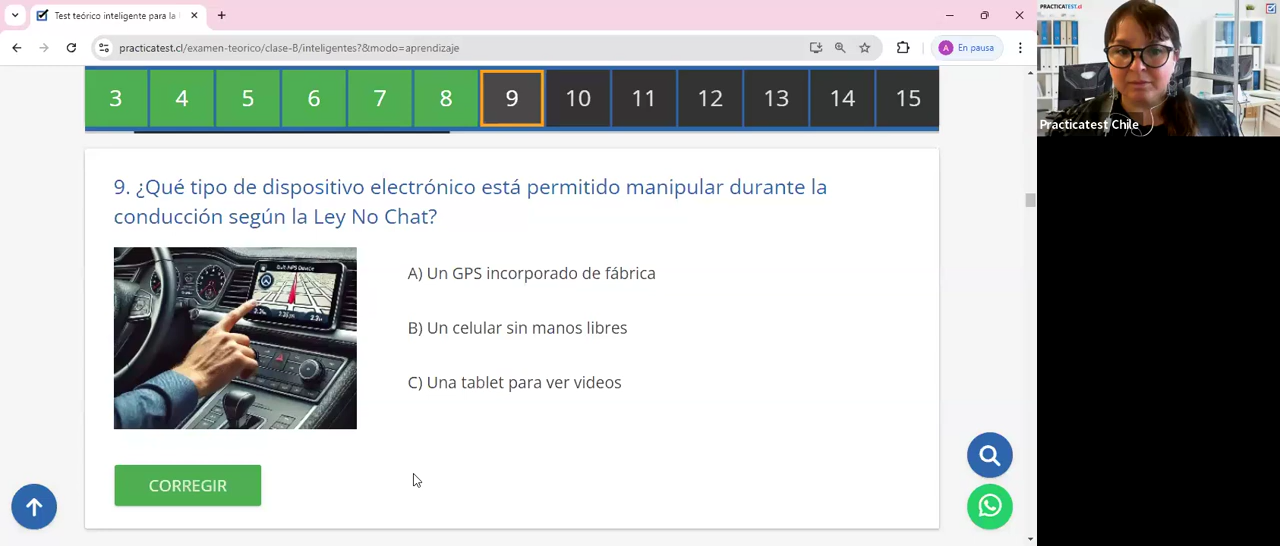 Test teórico inteligente para la
practicatest.cl/examen-teorico/clase-B/inteligentes?&modo=aprendizaje
A
En pausa
PRACTICATEST.cl
Practicatest Chile
3 4 5 6 7 8 9 10 11 12 13 14 15
9. ¿Qué tipo de dispositivo electrónico está permitido manipular durante la
conducción según la Ley No Chat?
A) Un GPS incorporado de fábrica
B) Un celular sin manos libres
C) Una tablet para ver videos
CORREGIR